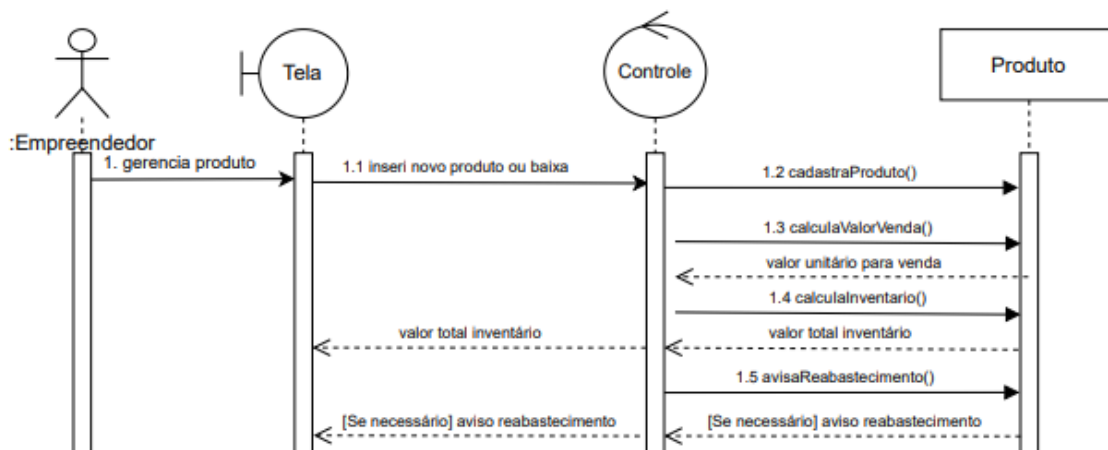 Tela
Controle
Produto
:Empreendedor
1. gerencia produto
1.1 inseri novo produto ou baixa
1.2 cadastraProduto()
1.3 calculaValorVenda()
valor unitário para venda
1.4 calculaInventario()
valor total inventário
valor total inventário
1.5 avisaReabastecimento()
[Se necessário] aviso reabastecimento
[Se necessário] aviso reabastecimento